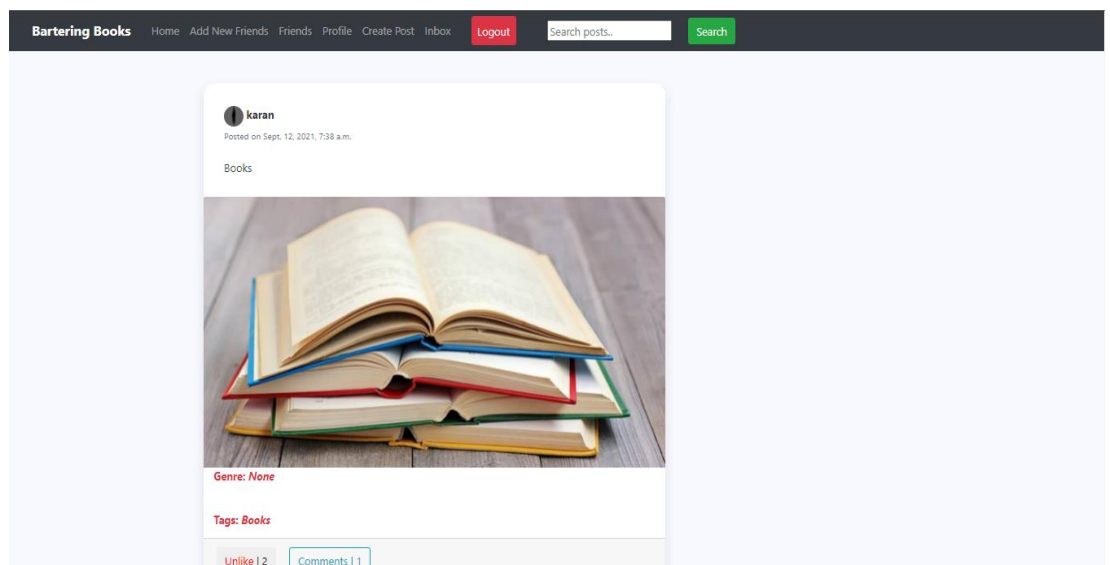 Bartering Books Home Add New Friends Friends Profile Create Post Inbox Logout Search posts.. Search
karan
Posted on Sept. 12, 2021, 7:38 a.m.
Books
Genre: None
Tags: Books
Unlike | 2 Comments | 1